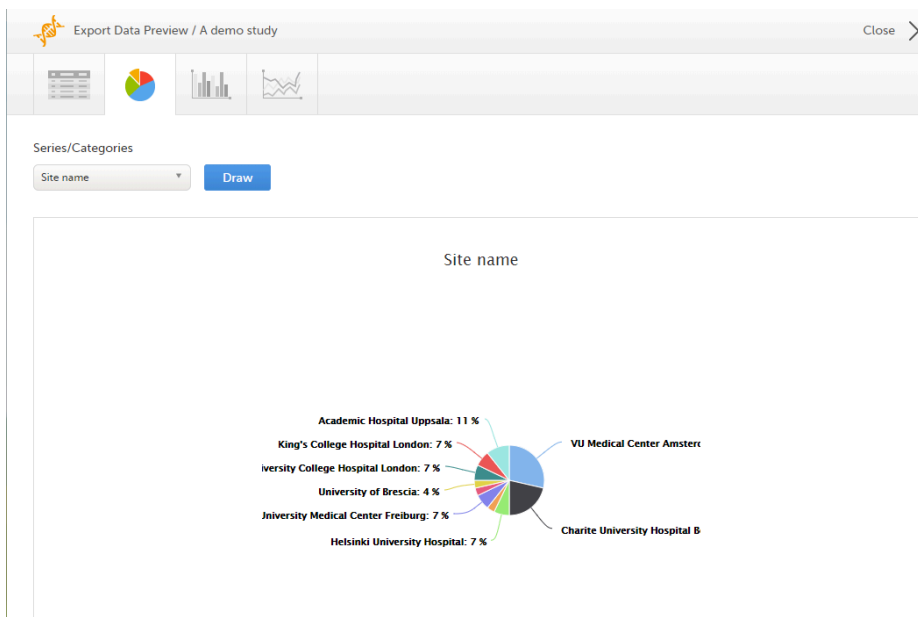 Export Data Preview / A demo study
Close
Series/Categories
Site name
Draw
Site name
Academic Hospital Uppsala: 11 %
King's College Hospital London: 7 %
iversity College Hospital London: 7 %
University of Brescia: 4 %
University Medical Center Freiburg: 7 %
Helsinki University Hospital: 7 %
VU Medical Center Amster
Charite University Hospital B